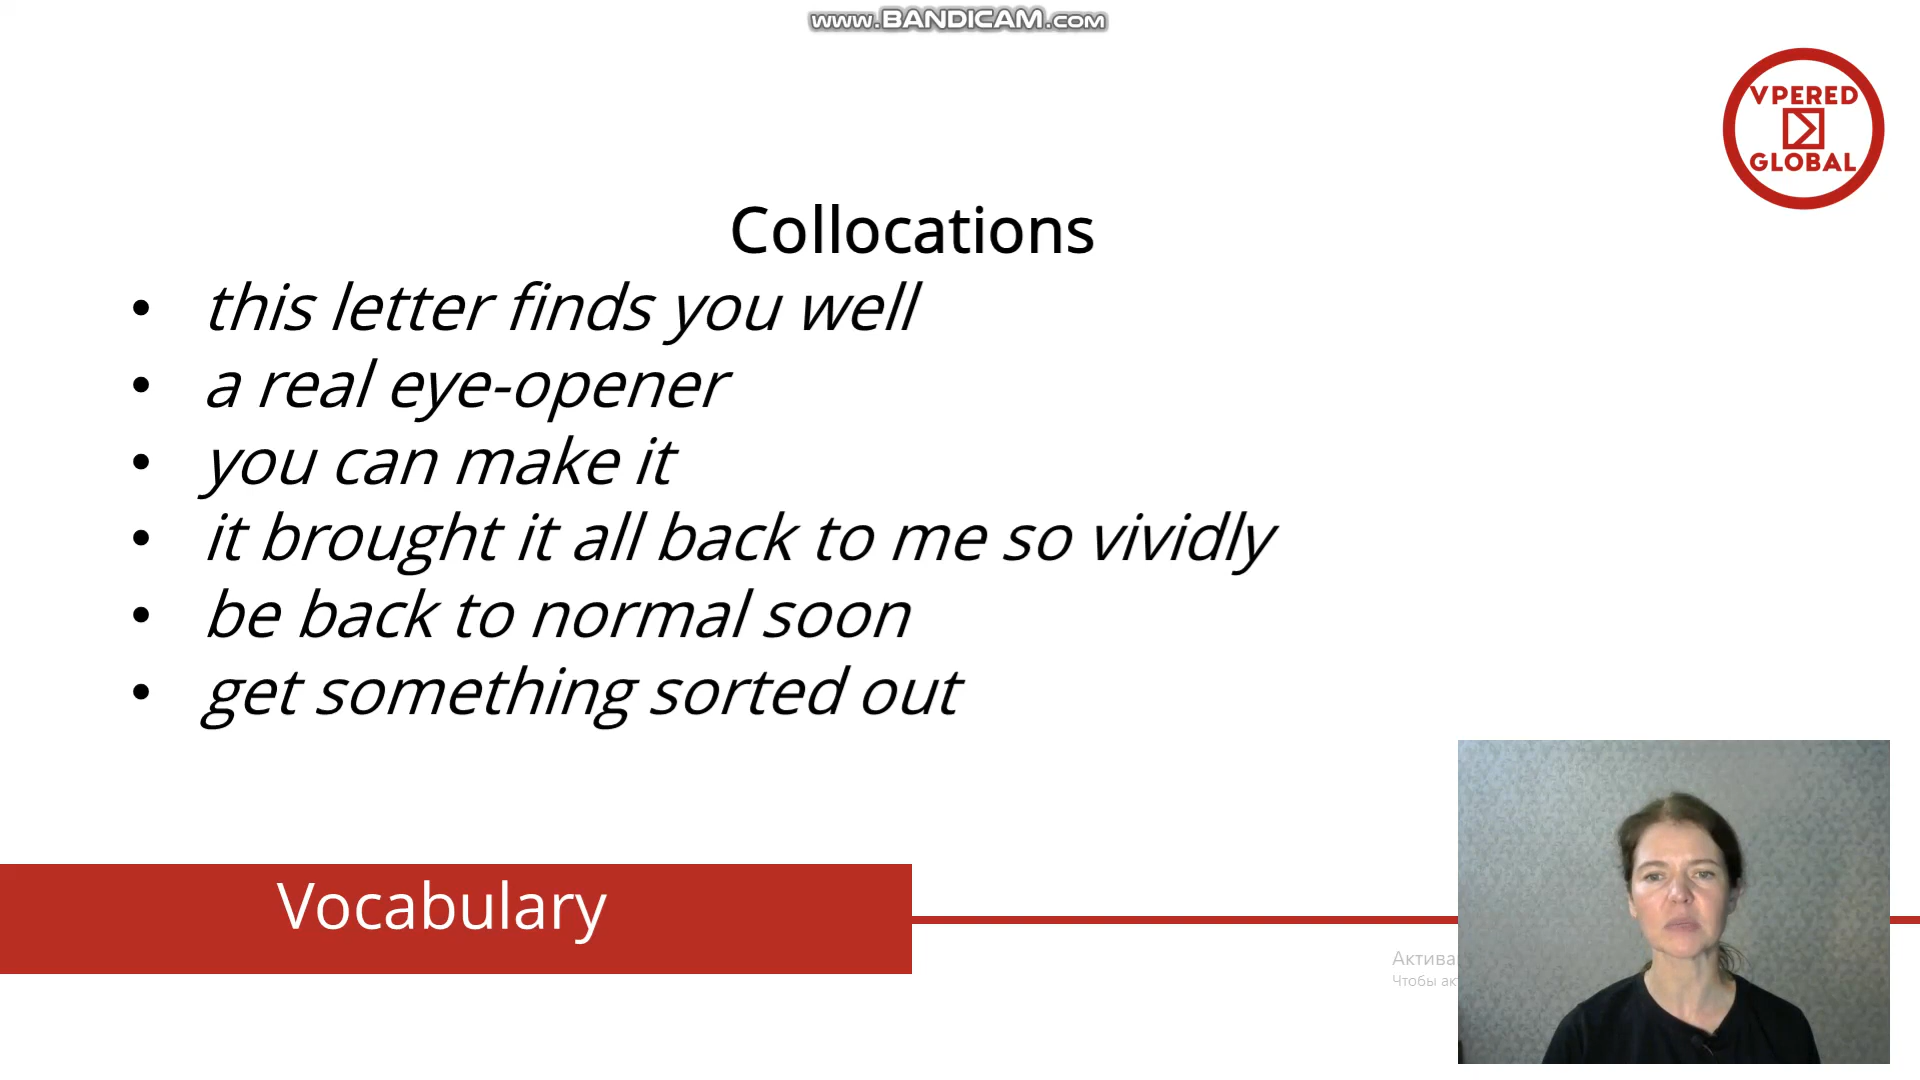 www.BANDICAM.com
VPERED
GLOBAL
Collocations
• this letter finds you well
• a real eye-opener
• you can make it
• it brought it all back to me so vividly
• be back to normal soon
• get something sorted out
Vocabulary
Актива
Чтобы ак